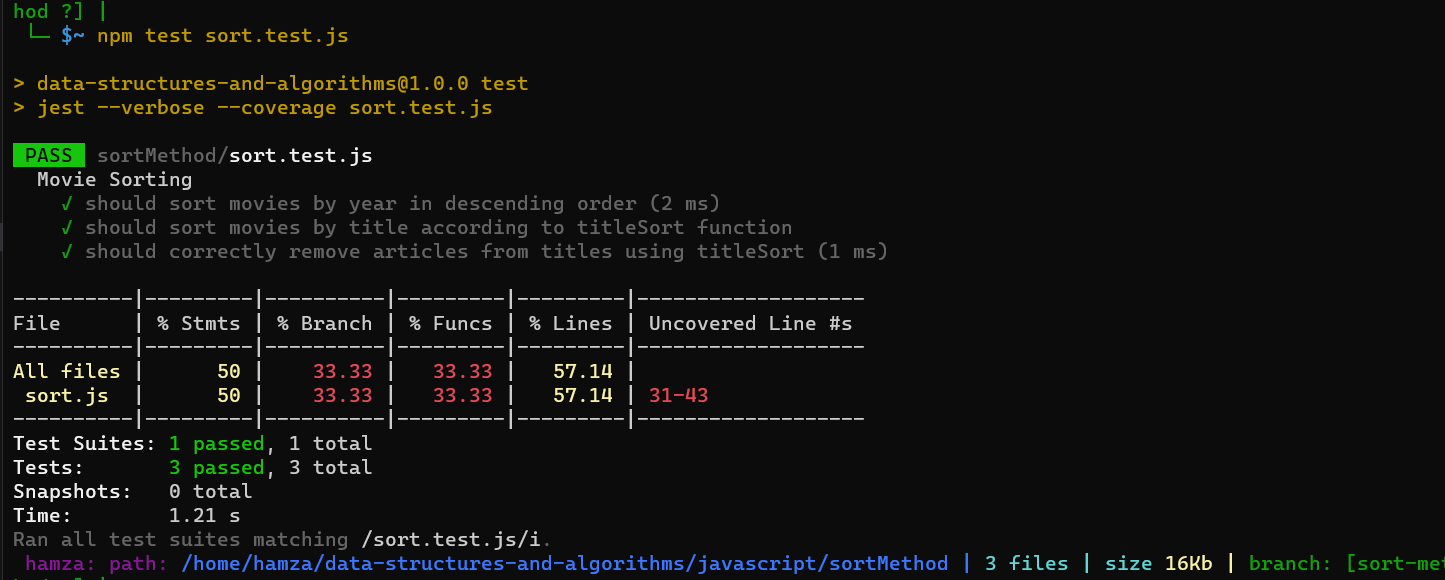 hod ?] |
└─ $~ npm test sort.test.js
> data-structures-and-algorithms@1.0.0 test
> jest --verbose --coverage sort.test.js
PASS sortMethod/sort.test.js
Movie Sorting
√ should sort movies by year in descending order (2 ms)
√ should sort movies by title according to titleSort function
√ should correctly remove articles from titles using titleSort (1 ms)
----------|---------|----------|---------|---------|-------------------
File      | % Stmts | % Branch | % Funcs | % Lines | Uncovered Line #s
----------|---------|----------|---------|---------|-------------------
All files |      50 |    33.33 |   33.33 |   57.14 |
 sort.js  |      50 |    33.33 |   33.33 |   57.14 | 31-43
----------|---------|----------|---------|---------|-------------------
Test Suites: 1 passed, 1 total
Tests:       3 passed, 3 total
Snapshots:   0 total
Time:        1.21 s
Ran all test suites matching /sort.test.js/i.
hamza: path: /home/hamza/data-structures-and-algorithms/javascript/sortMethod | 3 files | size 16Kb | branch: [sort-met